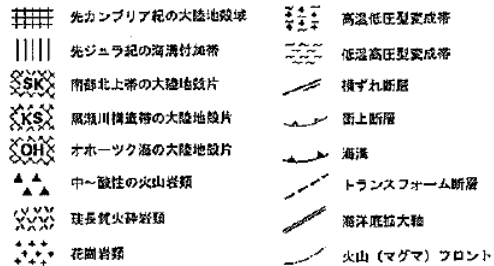 先カンブリア紀の大陸地殻域
先ジュラ紀の海溝付加帯
SK 南部北上帯の大陸地殻片
KS 黒瀬川構造帯の大陸地殻片
OH オホーツク海の大陸地殻片
中〜酸性の火山岩類
珪長質火砕岩類
花崗岩類
高温低圧型変成帯
低温高圧型変成帯
横ずれ断層
衝上断層
海溝
トランスフォーム断層
海洋底拡大軸
火山（マグマ）フロント